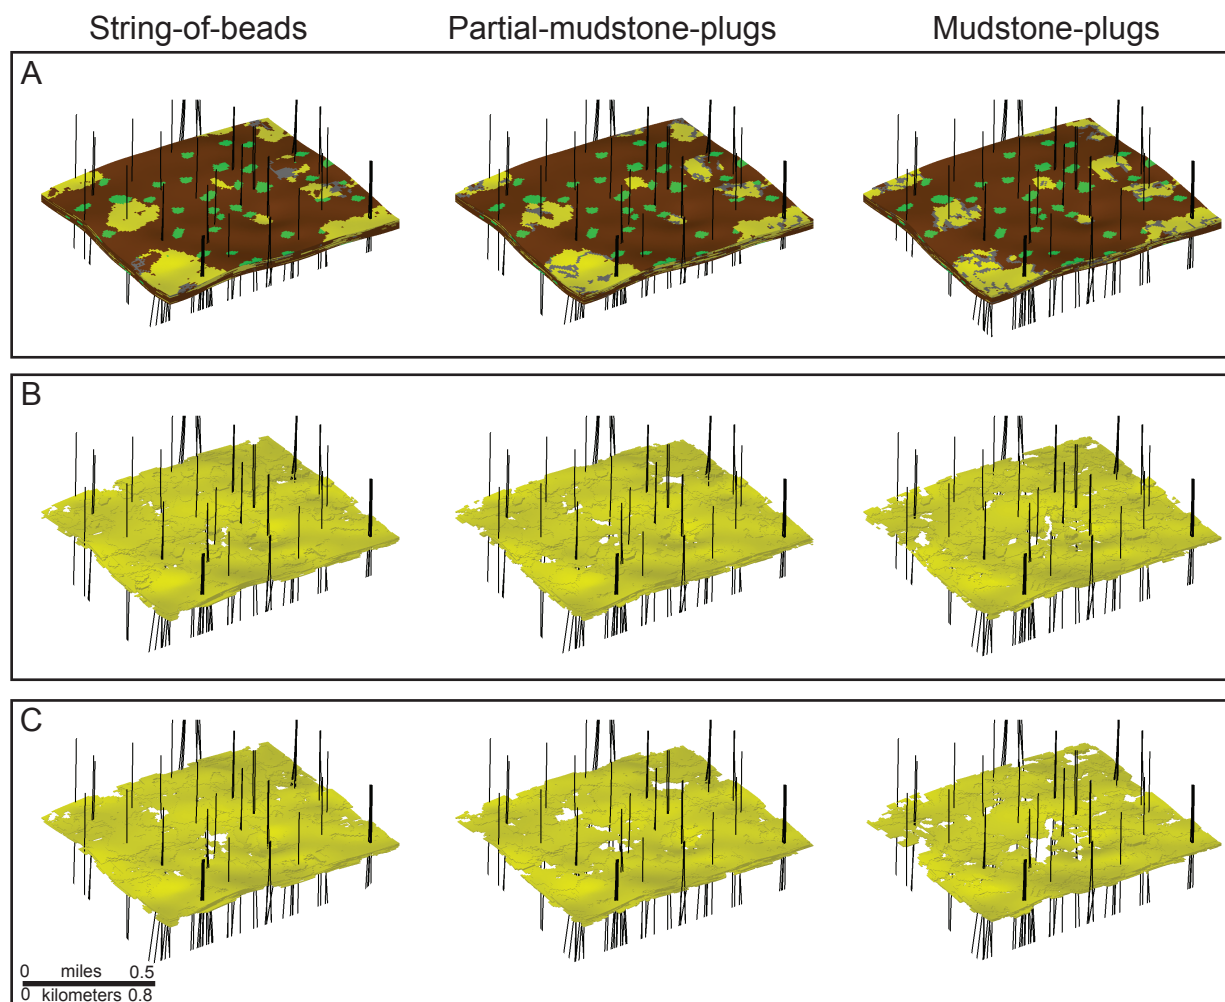 String-of-beads Partial-mudstone-plugs Mudstone-plugs
A
B
C
0 miles 0.5
0 kilometers 0.8